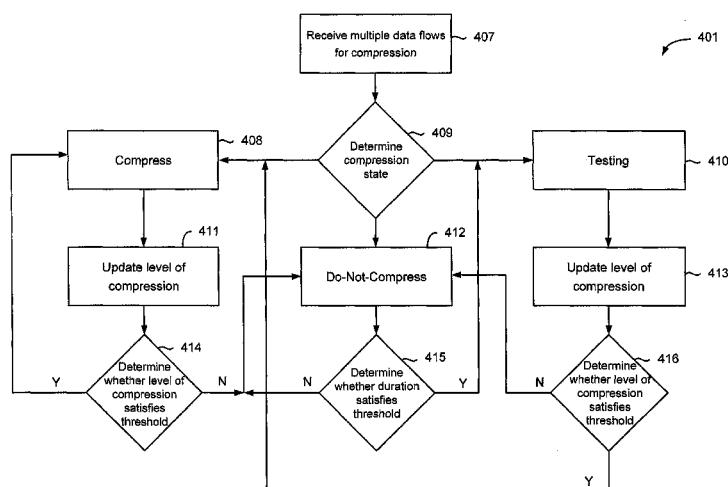 Receive multiple data flows
for compression
407
401
409
Determine
compression
state
408
Compress
Testing
410
411
Update level of
compression
412
Do-Not-Compress
Update level of
compression
413
414
Determine
whether level of
compression
satisfies
threshold
Y
N
415
Determine
whether duration
satisfies
threshold
N
Y
416
Determine
whether level of
compression
satisfies
threshold
N
Y